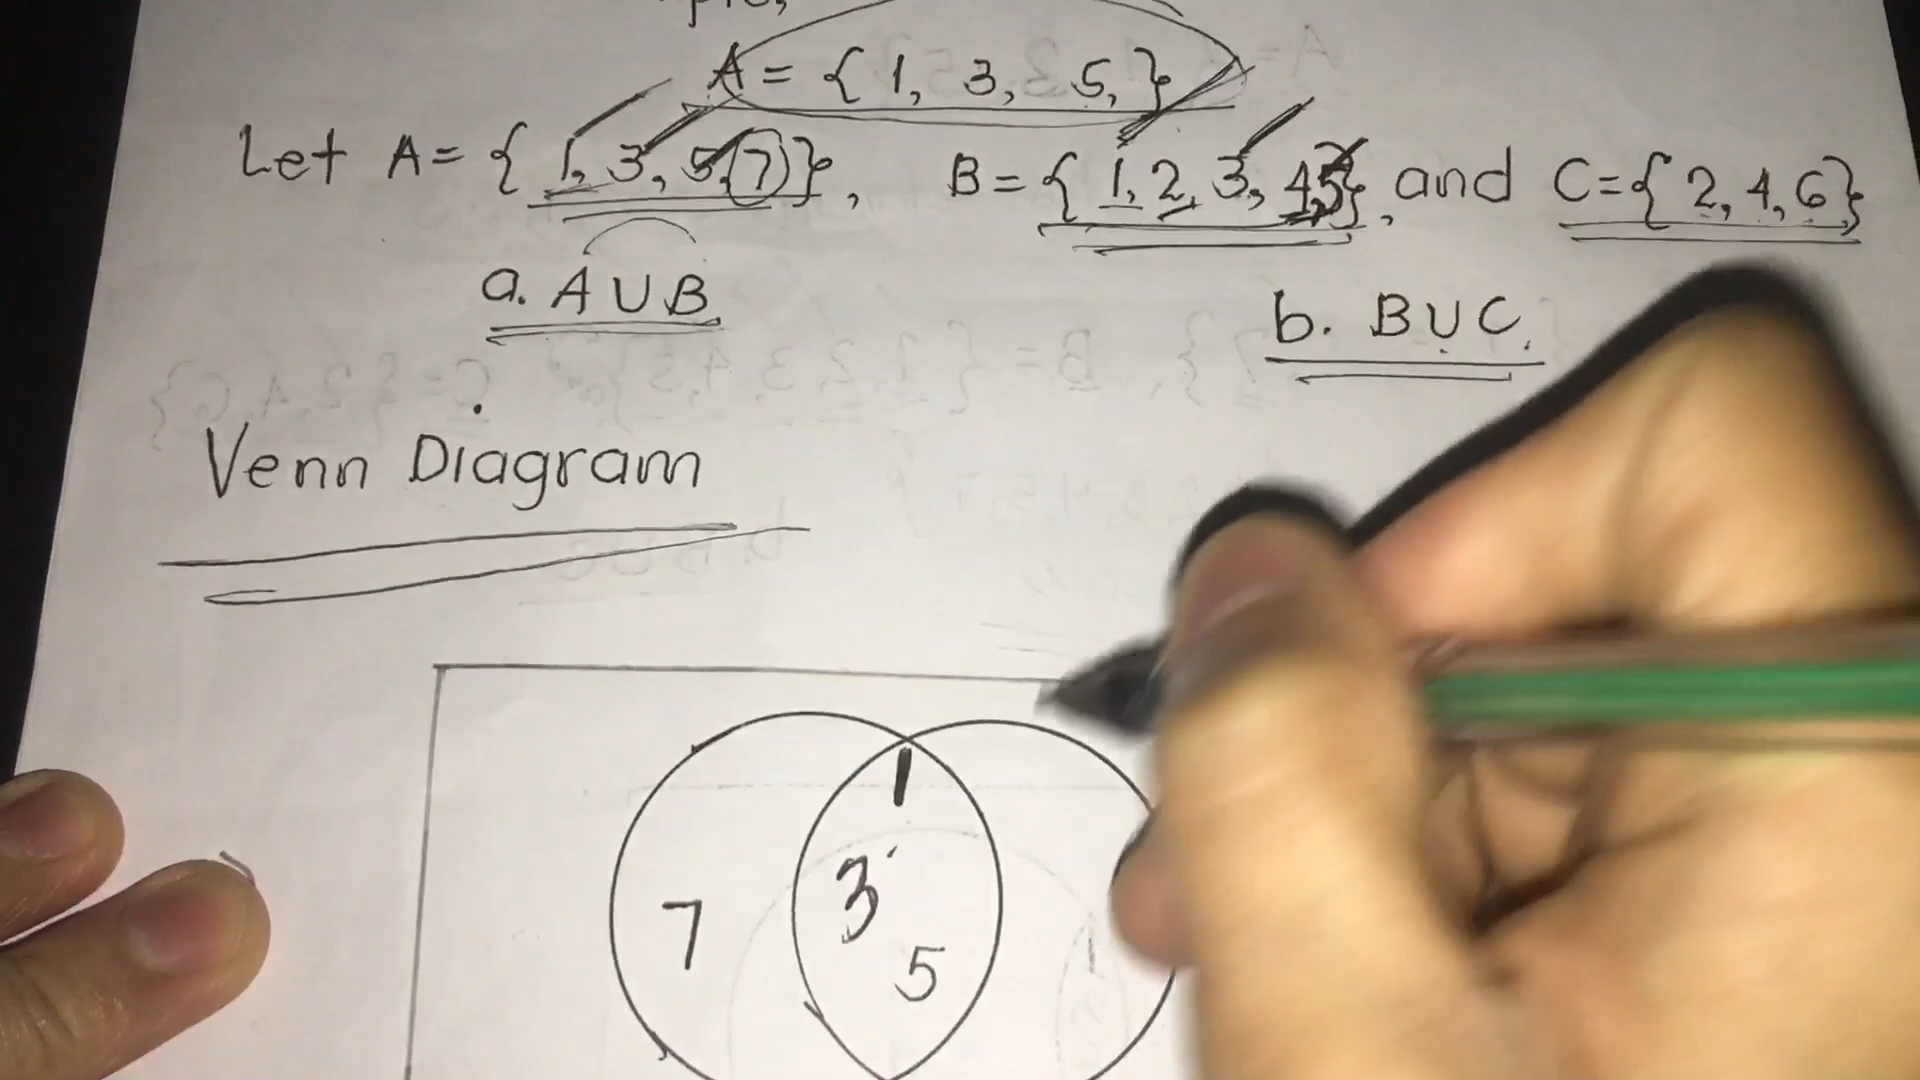 A = { 1, 3, 5, }
Let A = { 1, 3, 5, 7 }, B = { 1, 2, 3, 4, 5 }, and C = { 2, 4, 6 }
a. A ∪ B b. B ∪ C
Venn Diagram
1
3
7
5